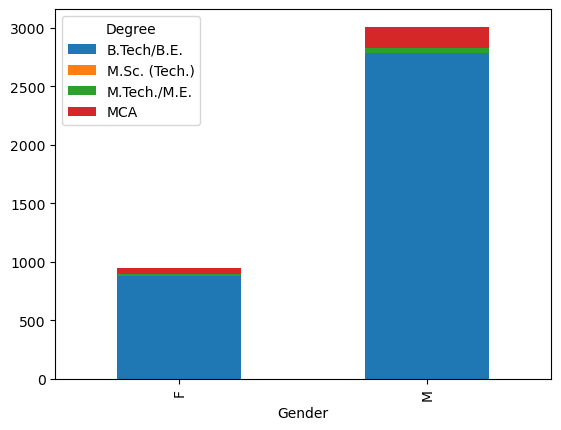 3000
2500
2000
1500
1000
500
0
Degree
B.Tech/B.E.
M.Sc. (Tech.)
M.Tech./M.E.
MCA
F
M
Gender